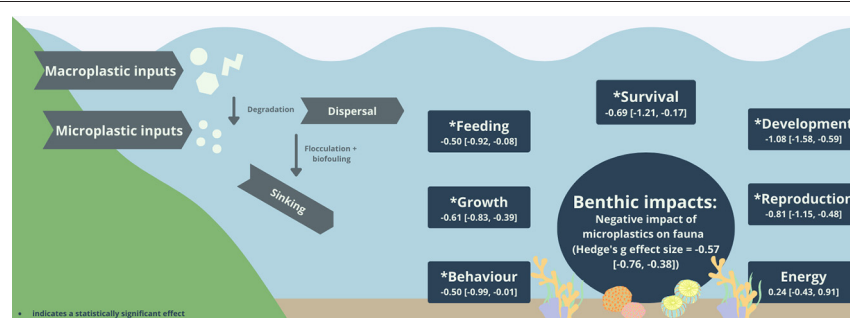 Macroplastic inputs
Microplastic inputs
Degradation
Dispersal
Flocculation +
biofouling
Sinking
*Feeding
-0.50 [-0.92, -0.08]
*Growth
-0.61 [-0.83, -0.39]
*Behaviour
-0.50 [-0.99, -0.01]
*Survival
-0.69 [-1.21, -0.17]
Benthic impacts:
Negative impact of
microplastics on fauna
(Hedge's g effect size = -0.57
[-0.76, -0.38])
*Development
-1.08 [-1.58, -0.59]
*Reproduction
-0.81 [-1.15, -0.48]
Energy
0.24 [-0.43, 0.91]
• indicates a statistically significant effect